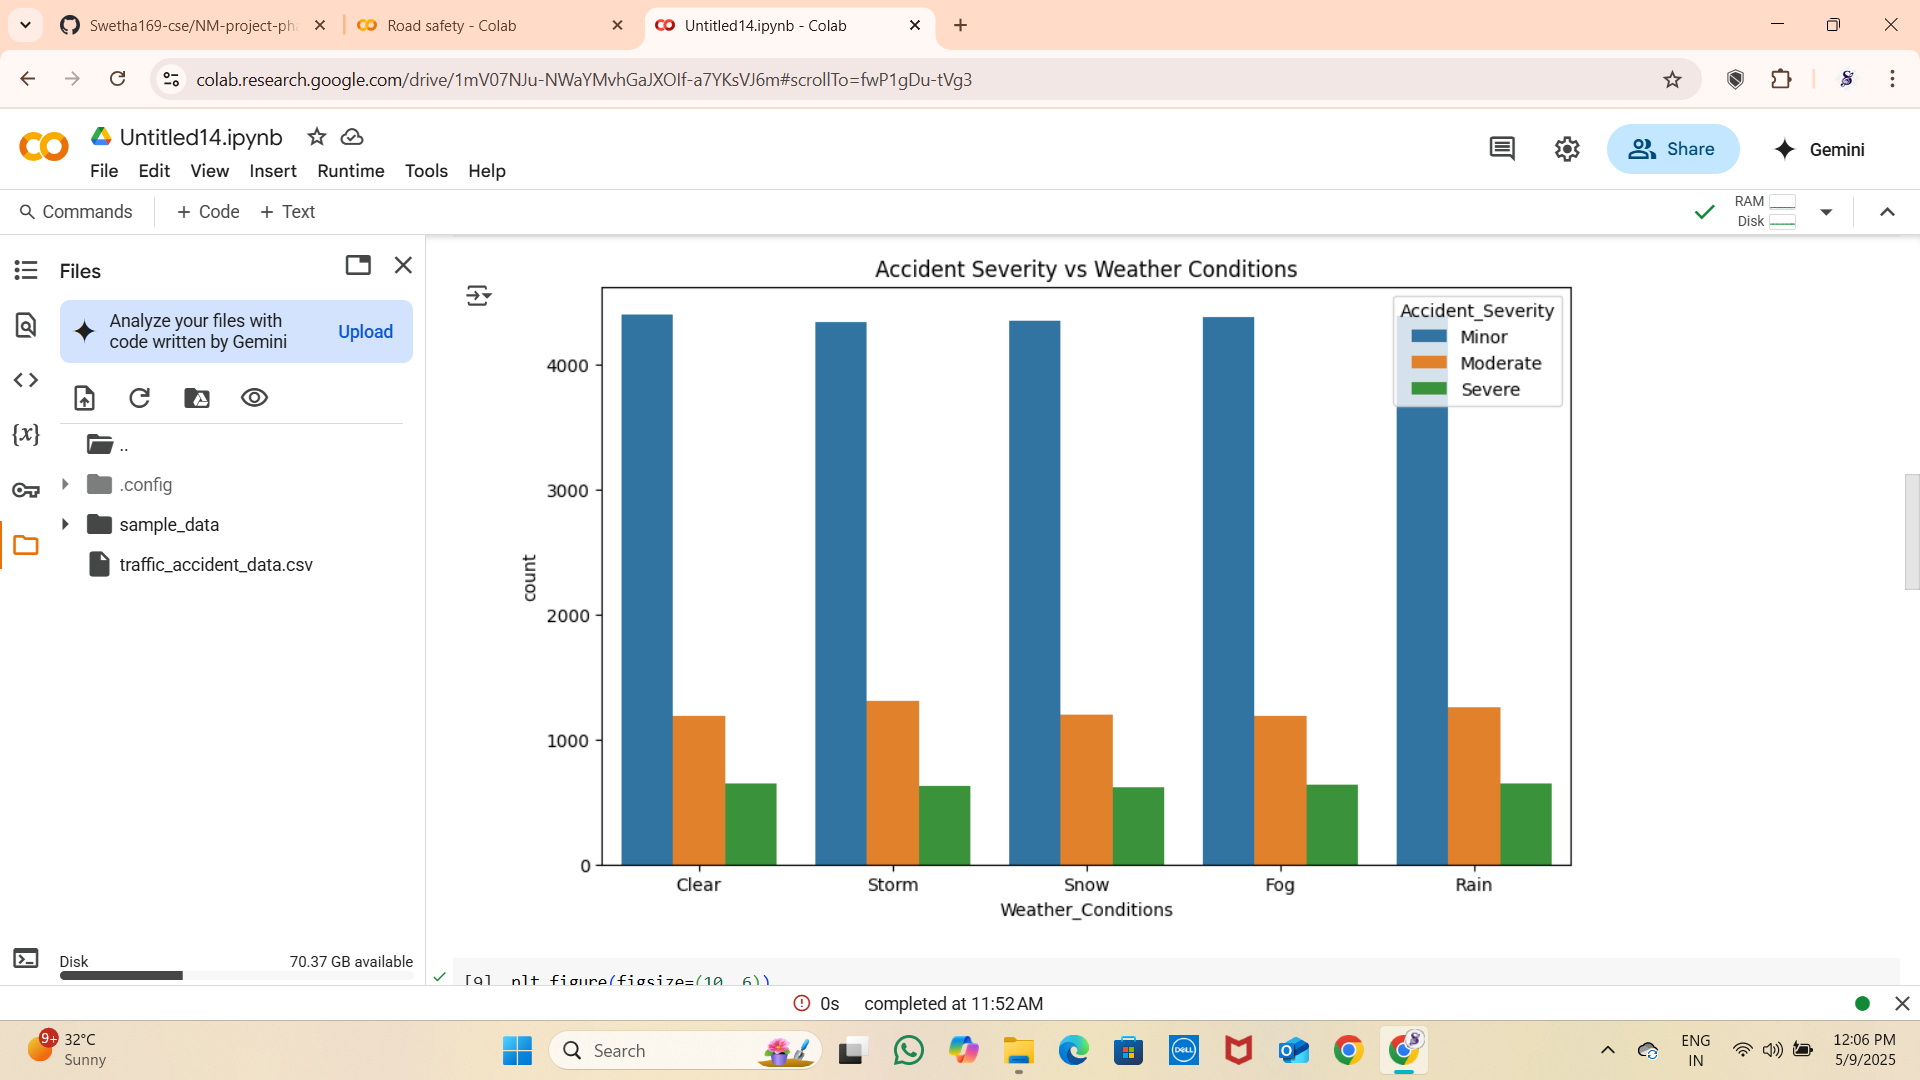 Swetha169-cse/NM-project-pha
Road safety - Colab
Untitled14.ipynb - Colab
colab.research.google.com/drive/1mV07NJu-NWaYMvhGaJXOIf-a7YKsVJ6m#scrollTo=fwP1gDu-tVg3
Untitled14.ipynb
File Edit View Insert Runtime Tools Help
Share
Gemini
Commands + Code + Text
RAM
Disk
Files
Analyze your files with
code written by Gemini
Upload
..
.config
sample_data
traffic_accident_data.csv
Disk 70.37 GB available
{x}
Accident Severity vs Weather Conditions
Accident_Severity
Minor
Moderate
Severe
4000
3000
2000
1000
0
count
Clear Storm Snow Fog Rain
Weather_Conditions
[9] plt.figure(figsize=(10, 6))
0s completed at 11:52 AM
9+
32°C
Sunny
Search
DELL
ENG
IN
12:06 PM
5/9/2025